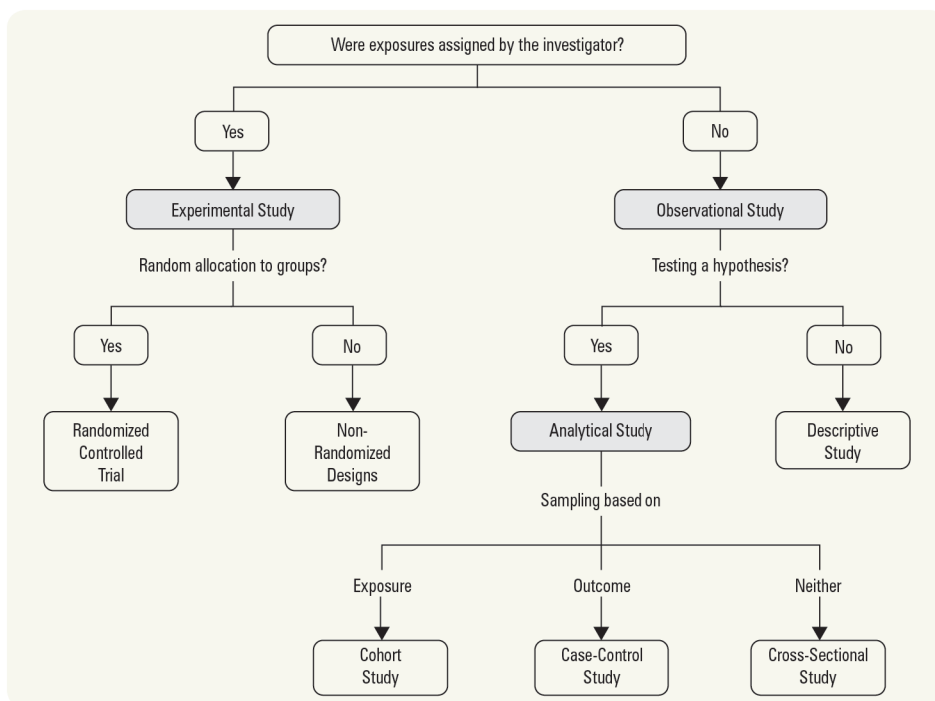 Were exposures assigned by the investigator?
Yes
No
Experimental Study
Observational Study
Random allocation to groups?
Testing a hypothesis?
Yes
No
Yes
No
Randomized
Controlled
Trial
Non-
Randomized
Designs
Analytical Study
Descriptive
Study
Sampling based on
Exposure
Outcome
Neither
Cohort
Study
Case-Control
Study
Cross-Sectional
Study